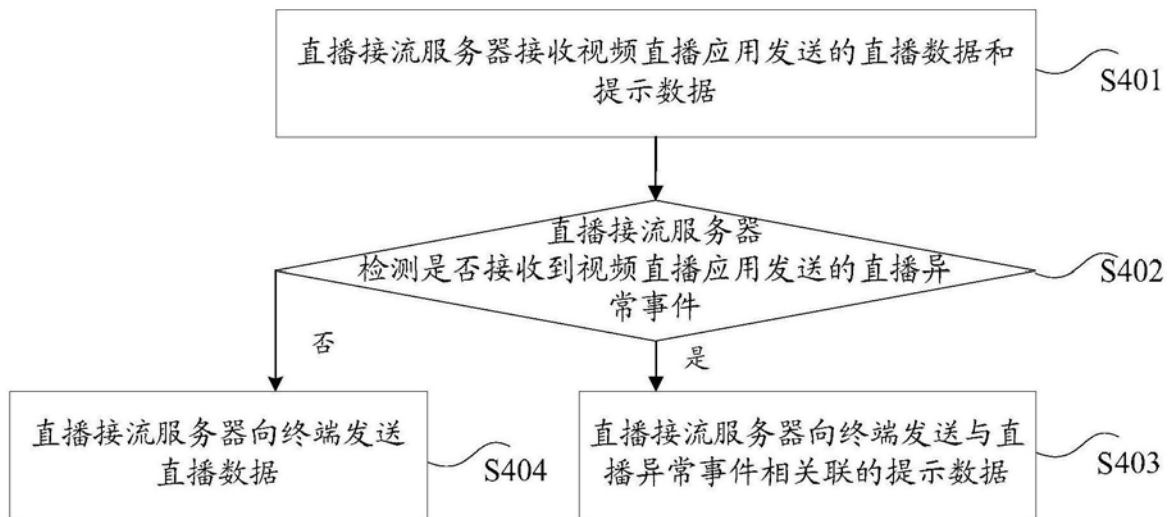 直播接流服务器接收视频直播应用发送的直播数据和
提示数据
S401
直播接流服务器
检测是否接收到视频直播应用发送的直播异
常事件
S402
否
是
直播接流服务器向终端发送
直播数据
S404
直播接流服务器向终端发送与直
播异常事件相关联的提示数据
S403